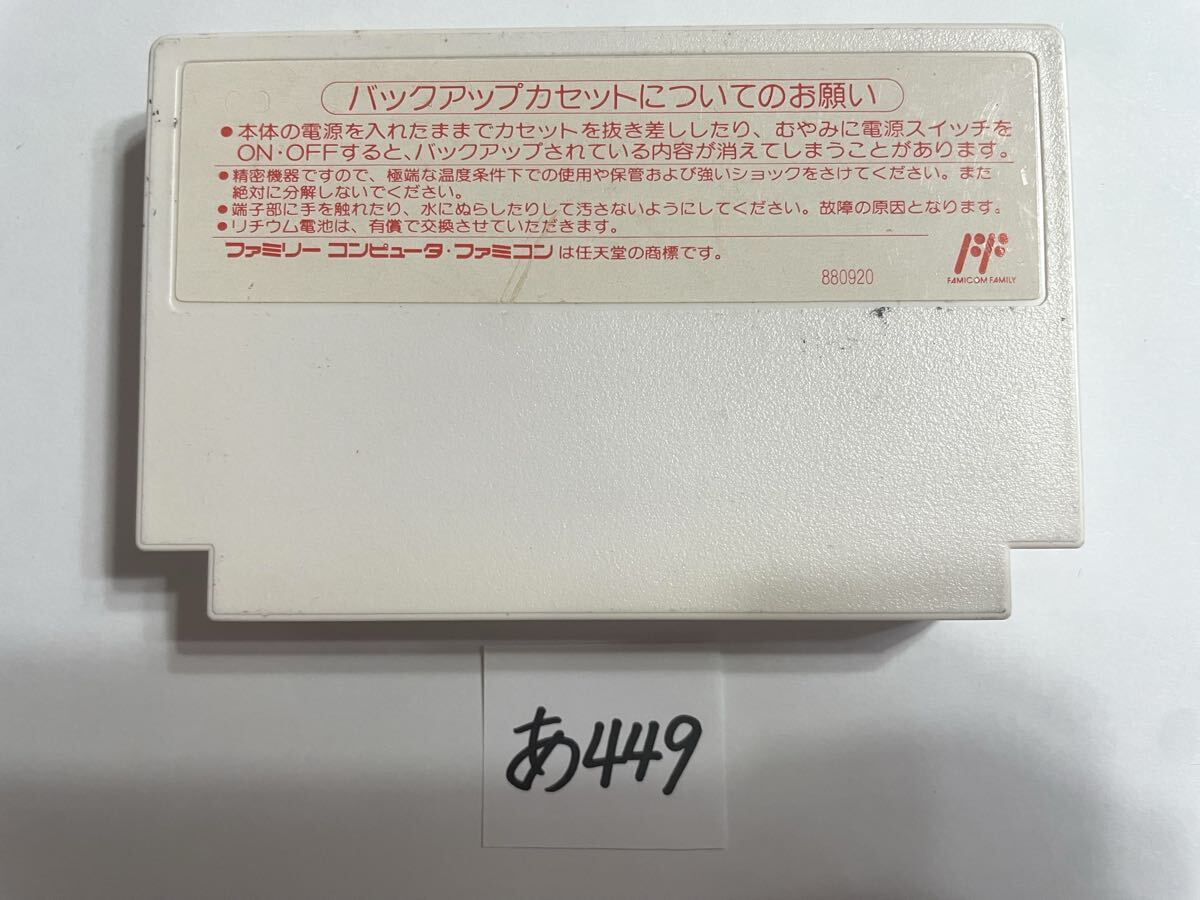 バックアップカセットについてのお願い
●本体の電源を入れたままでカセットを抜き差ししたり、むやみに電源スイッチを
ON・OFFすると、バックアップされている内容が消えてしまうことがあります。
●精密機器ですので、極端な温度条件下での使用や保管および強いショックをさけてください。また
絶対に分解しないでください。
●端子部に手を触れたり、水にぬらしたりして汚さないようにしてください。故障の原因となります。
●リチウム電池は、有償で交換させていただきます。
ファミリー コンピュータ・ファミコンは任天堂の商標です。
880920
FAMICOM FAMILY
あ449